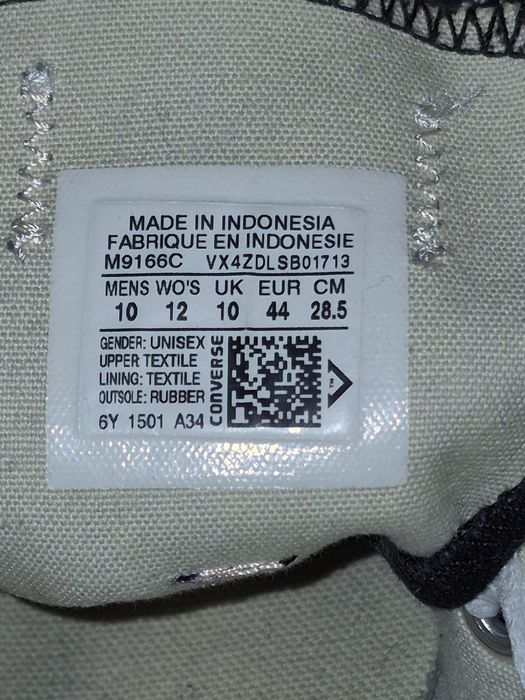 MADE IN INDONESIA
FABRIQUE EN INDONESIE
M9166C VX4ZDLSB01713
MENS WO'S UK EUR CM
10 12 10 44 28.5
GENDER: UNISEX
UPPER TEXTILE
LINING: TEXTILE
OUTSOLE: RUBBER
6Y 1501 A34
CONVERSE
TM